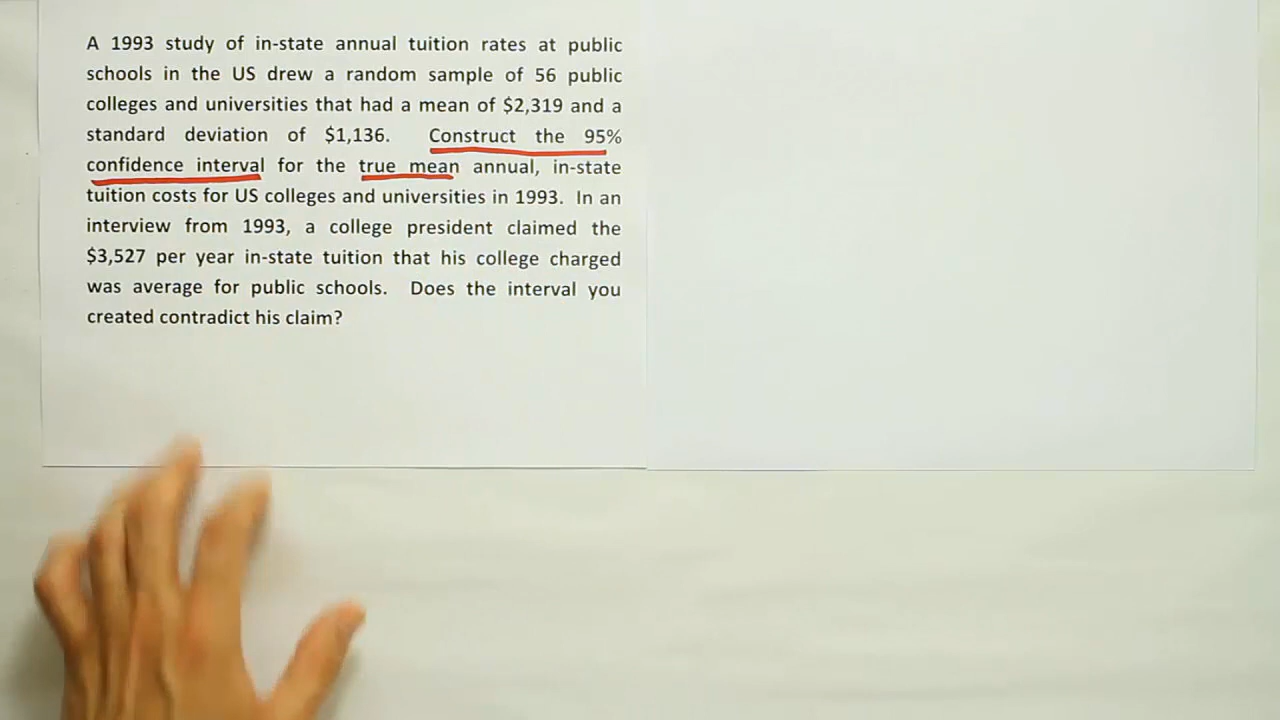 A 1993 study of in-state annual tuition rates at public
schools in the US drew a random sample of 56 public
colleges and universities that had a mean of $2,319 and a
standard deviation of $1,136. Construct the 95%
confidence interval for the true mean annual, in-state
tuition costs for US colleges and universities in 1993. In an
interview from 1993, a college president claimed the
$3,527 per year in-state tuition that his college charged
was average for public schools. Does the interval you
created contradict his claim?